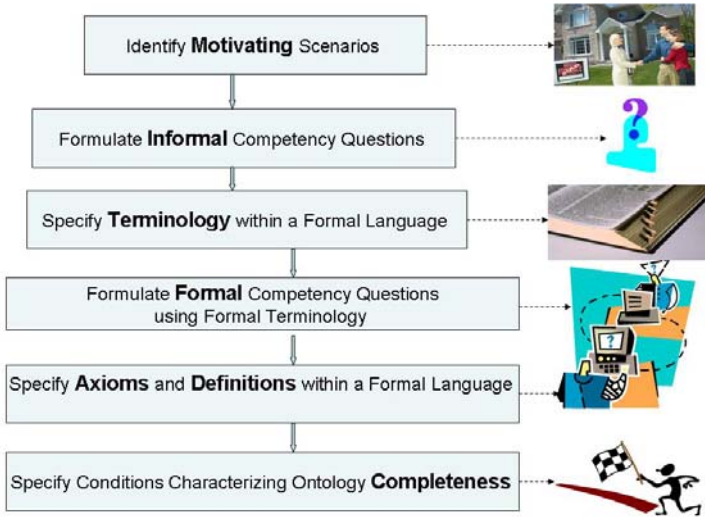 Identify Motivating Scenarios
Formulate Informal Competency Questions
?
Specify Terminology within a Formal Language
Formulate Formal Competency Questions
using Formal Terminology
?
?
Specify Axioms and Definitions within a Formal Language
Specify Conditions Characterizing Ontology Completeness